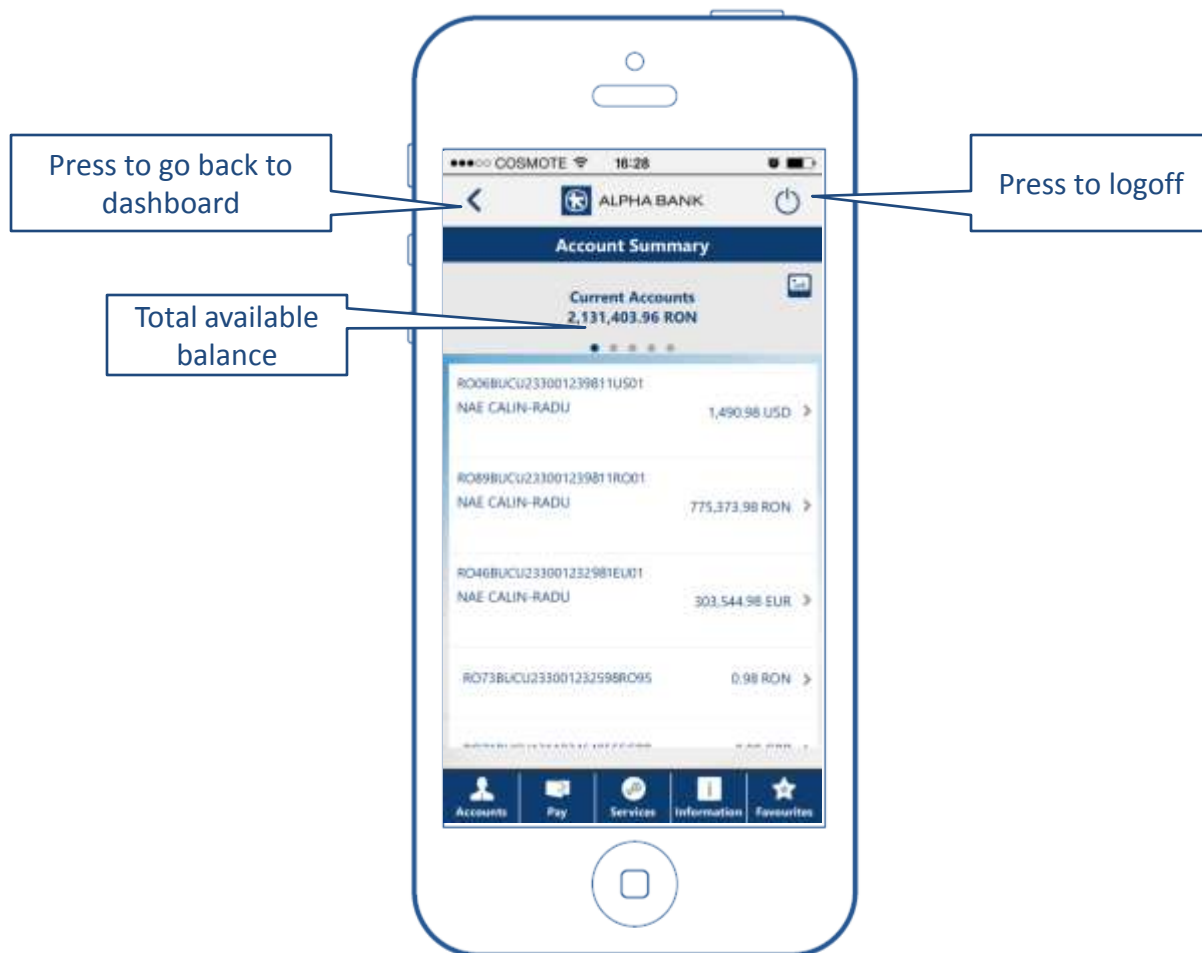 COSMOTE 16:28
Press to go back to
dashboard
ALPHA BANK
Press to logoff
Account Summary
Total available
balance
Current Accounts
2,131,403.96 RON
RO06BUCU233001239811US01
NAE CALIN-RADU
1,490.98 USD
RO89BUCU233001239811RO01
NAE CALIN-RADU
775,373.98 RON
RO46BUCU233001232981EU01
NAE CALIN-RADU
303,544.98 EUR
RO73BUCU233001232598RO95 0.98 RON
Accounts Pay Services Information Favourites